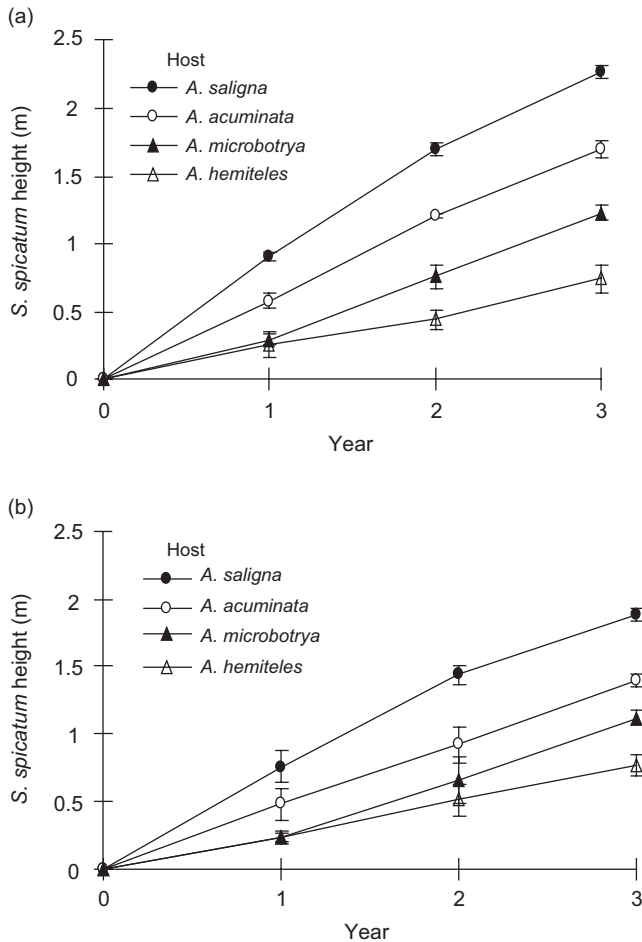 (a)
2.5
2
1.5
1
0.5
0
S. spicatum height (m)
Host
A. saligna
A. acuminata
A. microbotrya
A. hemiteles
0 1 2 3
Year
(b)
2.5
2
1.5
1
0.5
0
S. spicatum height (m)
Host
A. saligna
A. acuminata
A. microbotrya
A. hemiteles
0 1 2 3
Year